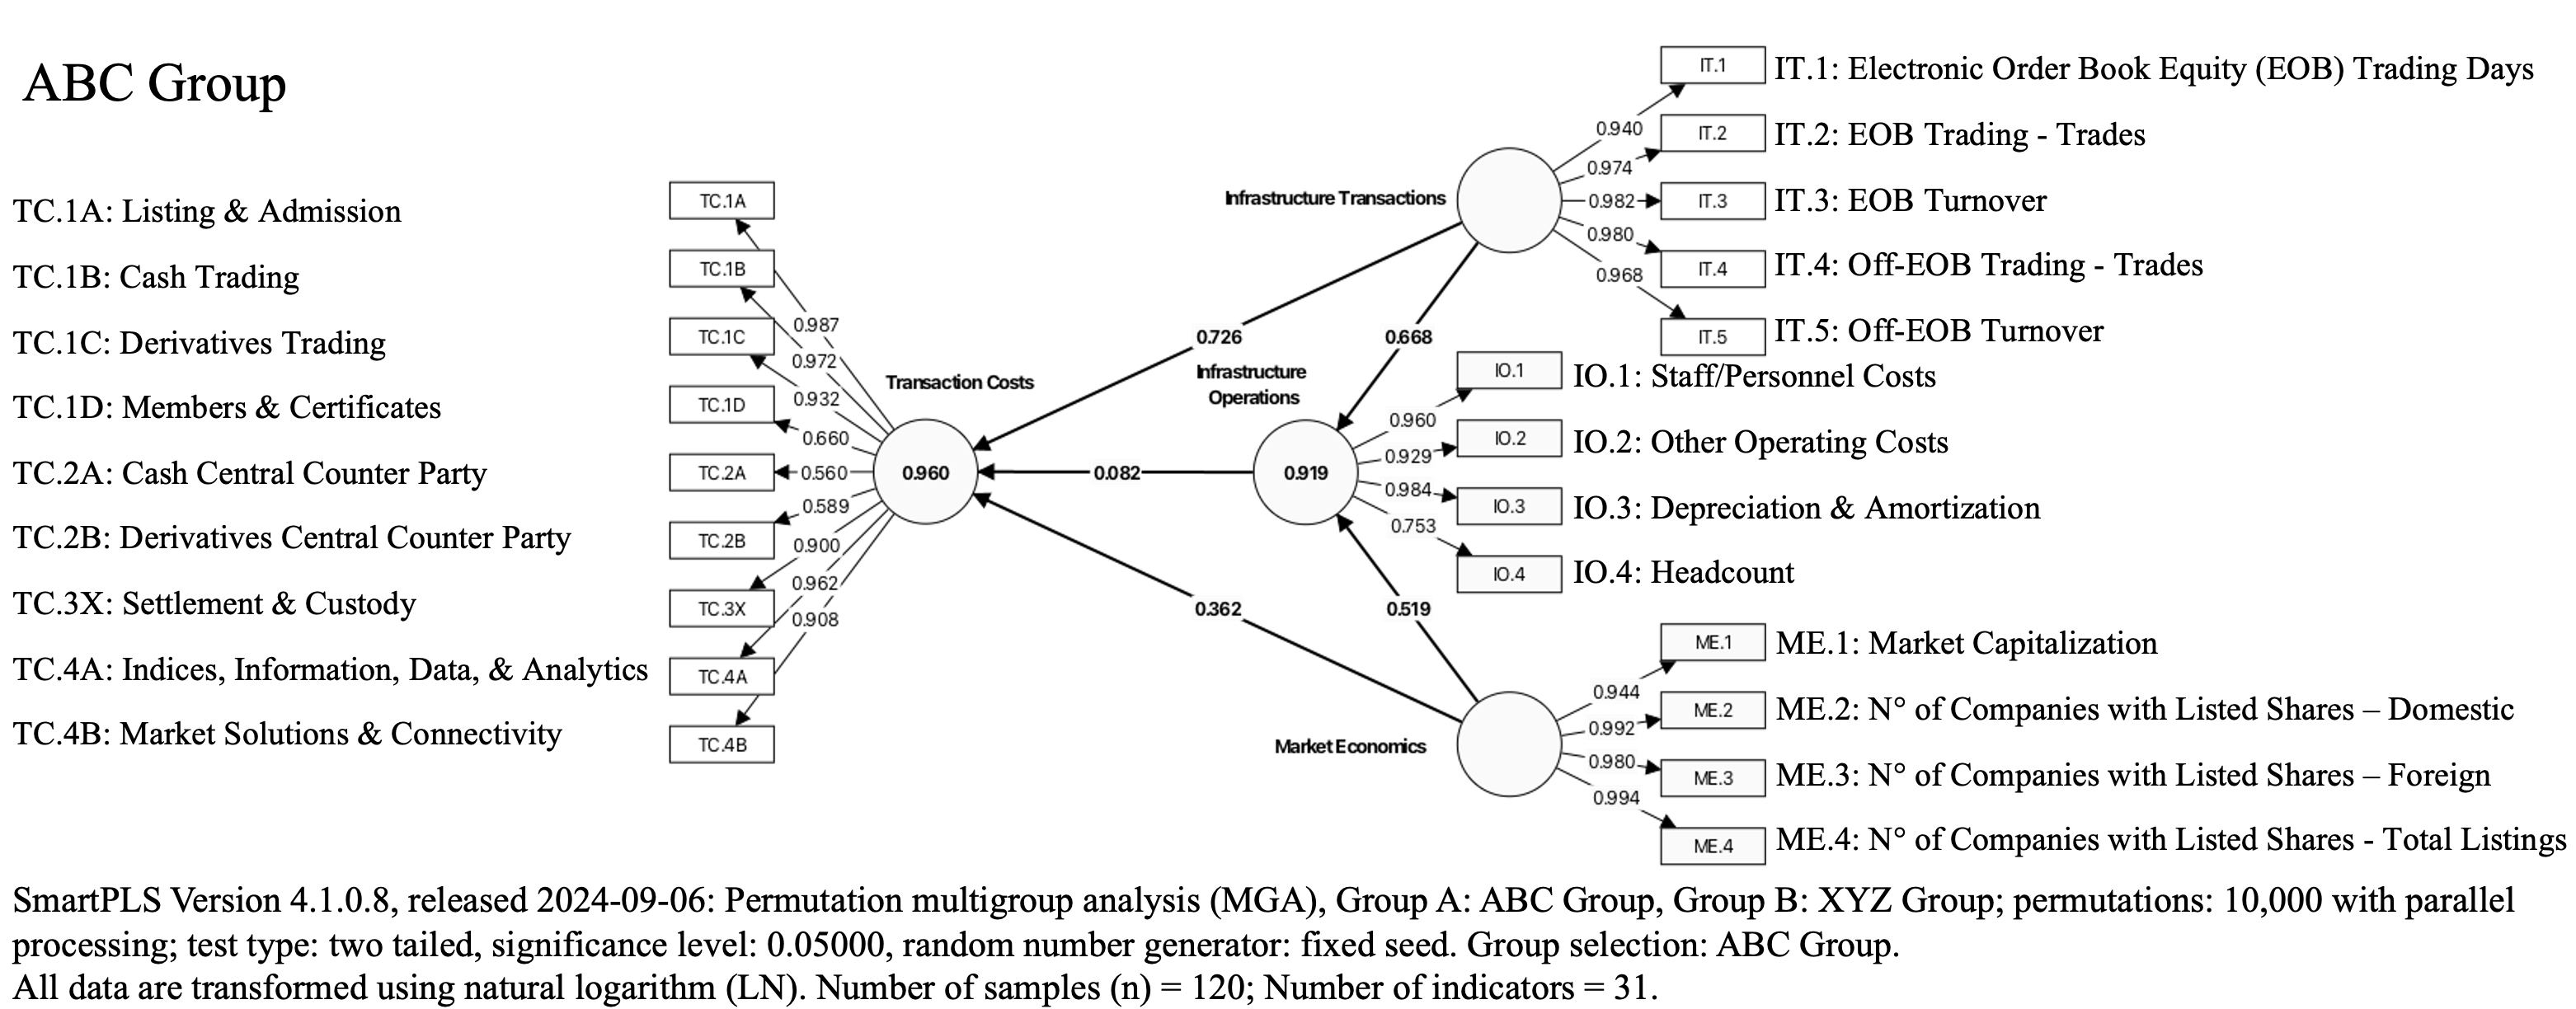 ABC Group
TC.1A: Listing & Admission
TC.1B: Cash Trading
TC.1C: Derivatives Trading
TC.1D: Members & Certificates
TC.2A: Cash Central Counter Party
TC.2B: Derivatives Central Counter Party
TC.3X: Settlement & Custody
TC.4A: Indices, Information, Data, & Analytics
TC.4B: Market Solutions & Connectivity
TC.1A
TC.1B
TC.1C
TC.1D
TC.2A
TC.2B
TC.3X
TC.4A
TC.4B
0.987
0.972
0.932
0.660
0.560
0.589
0.900
0.962
0.908
Transaction Costs
0.960
0.726
0.082
0.362
Infrastructure Transactions
0.668
Infrastructure
Operations
0.919
0.519
Market Economics
0.940
0.974
0.982
0.980
0.968
IT.1
IT.2
IT.3
IT.4
IT.5
IT.1: Electronic Order Book Equity (EOB) Trading Days
IT.2: EOB Trading - Trades
IT.3: EOB Turnover
IT.4: Off-EOB Trading - Trades
IT.5: Off-EOB Turnover
0.960
0.929
0.984
0.753
IO.1
IO.2
IO.3
IO.4
IO.1: Staff/Personnel Costs
IO.2: Other Operating Costs
IO.3: Depreciation & Amortization
IO.4: Headcount
0.944
0.992
0.980
0.994
ME.1
ME.2
ME.3
ME.4
ME.1: Market Capitalization
ME.2: N° of Companies with Listed Shares – Domestic
ME.3: N° of Companies with Listed Shares – Foreign
ME.4: N° of Companies with Listed Shares - Total Listings
SmartPLS Version 4.1.0.8, released 2024-09-06: Permutation multigroup analysis (MGA), Group A: ABC Group, Group B: XYZ Group; permutations: 10,000 with parallel
processing; test type: two tailed, significance level: 0.05000, random number generator: fixed seed. Group selection: ABC Group.
All data are transformed using natural logarithm (LN). Number of samples (n) = 120; Number of indicators = 31.